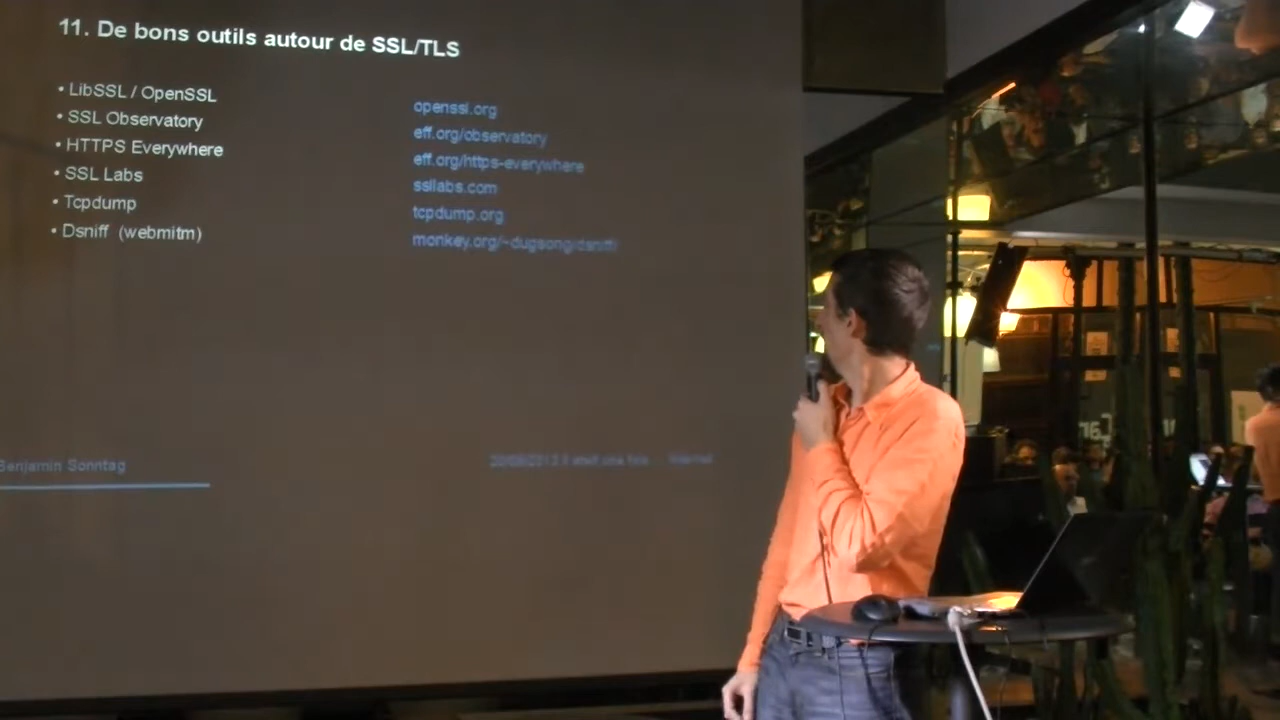 11. De bons outils autour de SSL/TLS
• LibSSL / OpenSSL
openssl.org
• SSL Observatory
eff.org/observatory
• HTTPS Everywhere
eff.org/https-everywhere
• SSL Labs
ssllabs.com
• Tcpdump
tcpdump.org
• Dsniff (webmitm)
monkey.org/~dugsong/dsniff/
Benjamin Sonntag